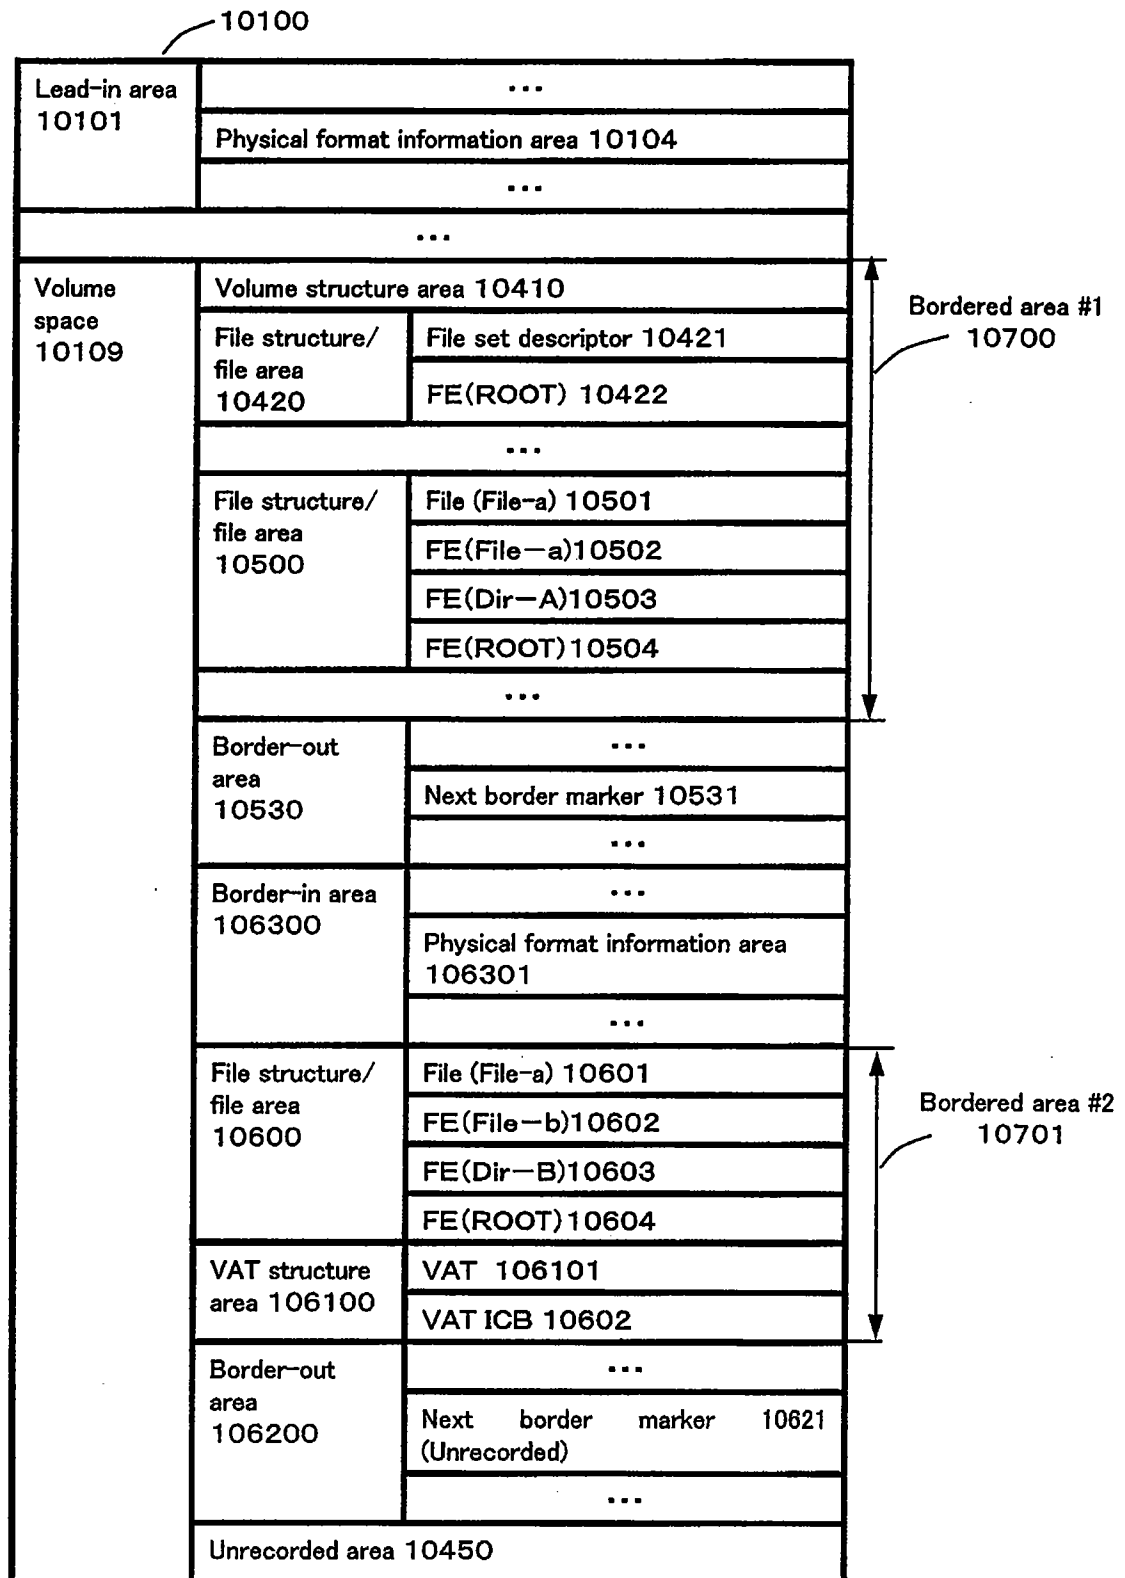 10100
Lead-in area
10101
...
Physical format information area 10104
...
...
Volume
space
10109
Volume structure area 10410
File structure/
file area
10420
File set descriptor 10421
FE(ROOT) 10422
...
File structure/
file area
10500
File (File-a) 10501
FE(File-a)10502
FE(Dir-A)10503
FE(ROOT)10504
...
Bordered area #1
10700
Border-out
area
10530
...
Next border marker 10531
...
Border-in area
106300
...
Physical format information area
106301
...
File structure/
file area
10600
File (File-a) 10601
FE(File-b)10602
FE(Dir-B)10603
FE(ROOT)10604
VAT structure
area 106100
VAT 106101
VAT ICB 10602
Bordered area #2
10701
Border-out
area
106200
...
Next border marker 10621
(Unrecorded)
...
Unrecorded area 10450